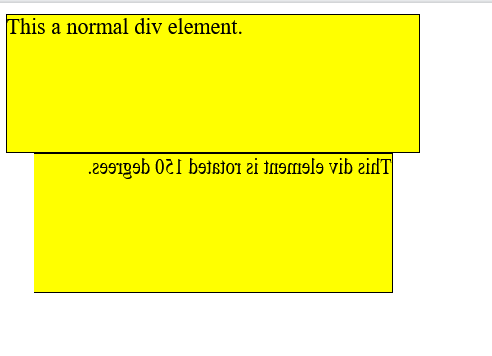 This a normal div element.
This div element is rotated 150 degrees.